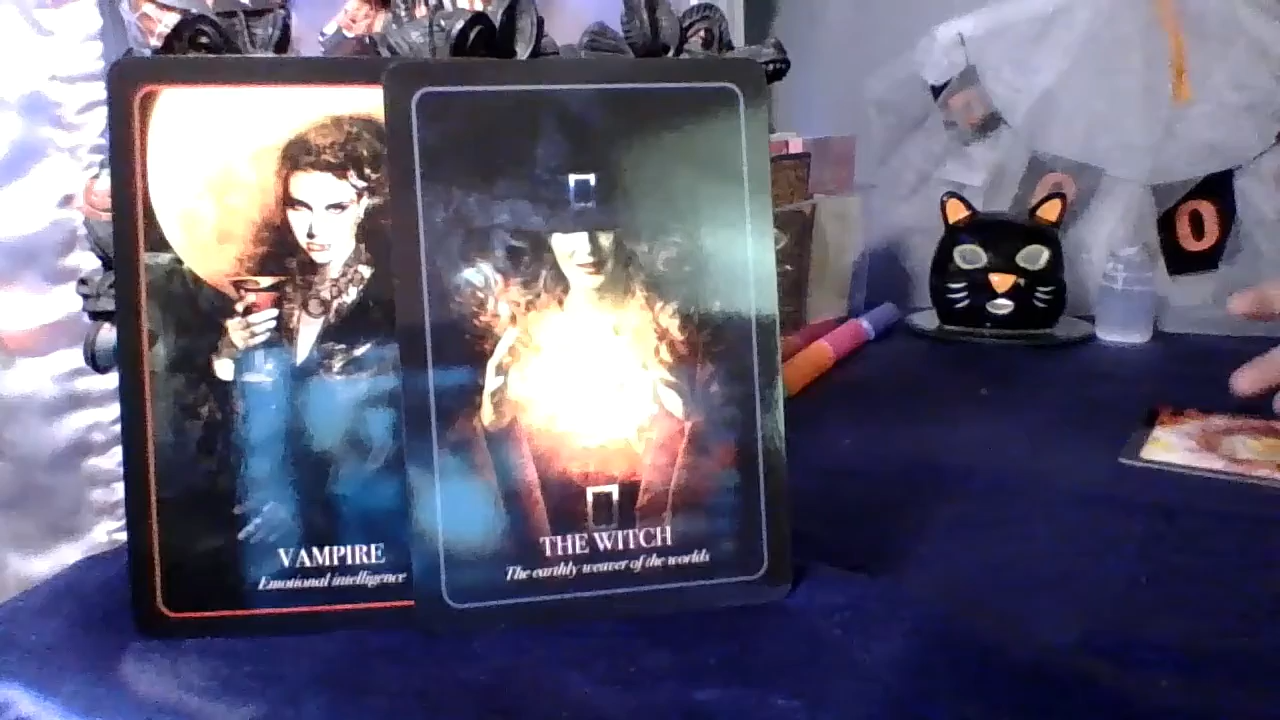 VAMPIRE
Emotional intelligence
THE WITCH
The earthly weaver of the worlds
O
O